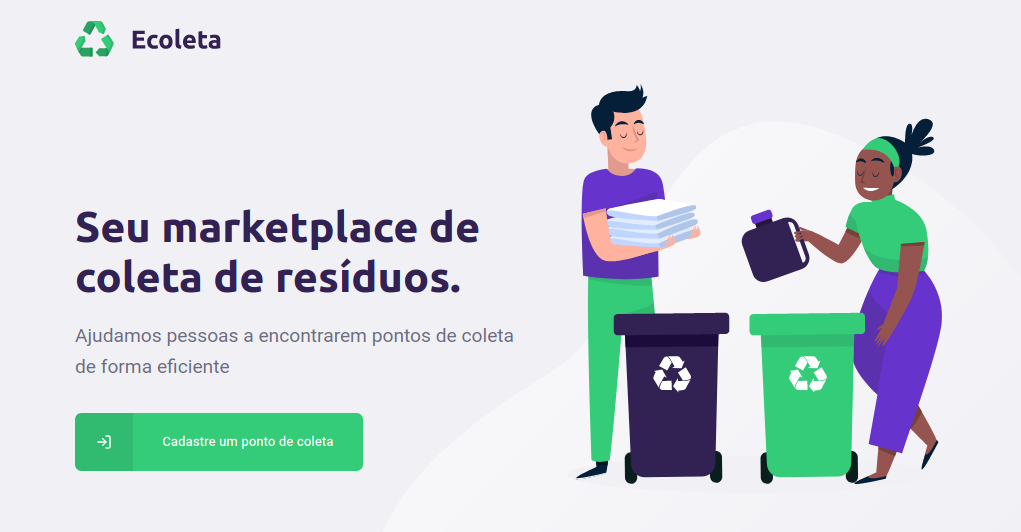 Ecoleta
Seu marketplace de
coleta de resíduos.
Ajudamos pessoas a encontrarem pontos de coleta
de forma eficiente
Cadastre um ponto de coleta